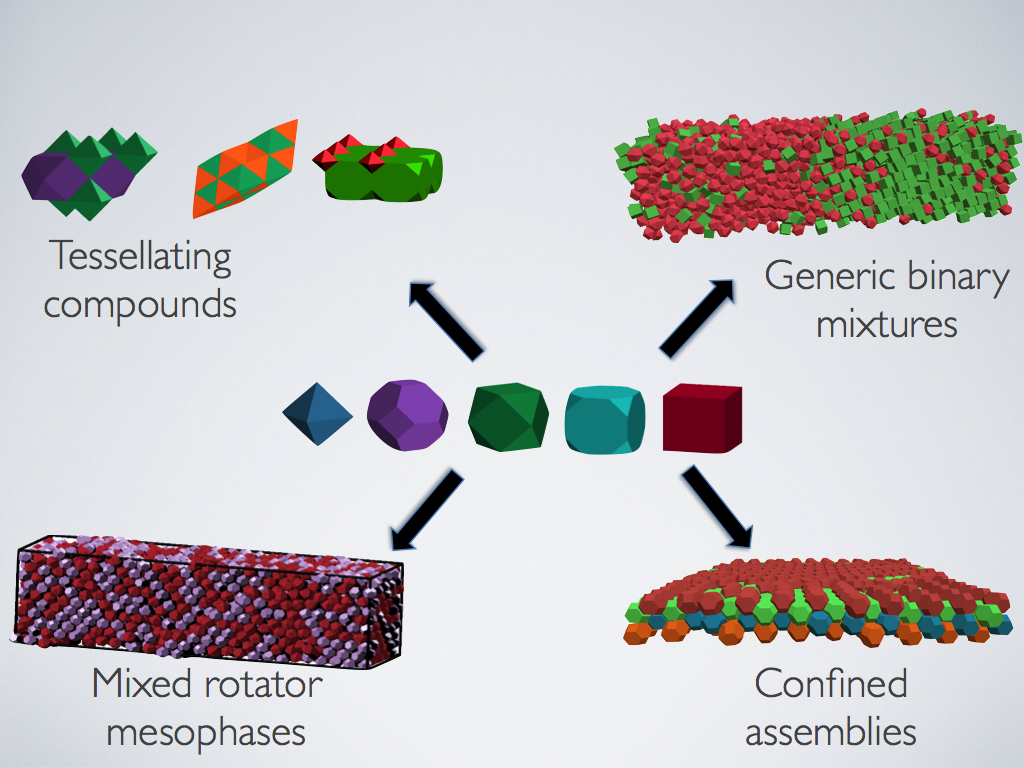 Tessellating
compounds
Generic binary
mixtures
Mixed rotator
mesophases
Confined
assemblies